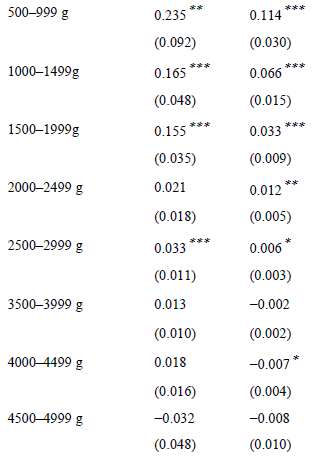 500–999 g 0.235 ** 0.114 ***
(0.092) (0.030)
1000–1499g 0.165 *** 0.066 ***
(0.048) (0.015)
1500–1999g 0.155 *** 0.033 ***
(0.035) (0.009)
2000–2499 g 0.021 0.012 **
(0.018) (0.005)
2500–2999 g 0.033 *** 0.006 *
(0.011) (0.003)
3500–3999 g 0.013 −0.002
(0.010) (0.002)
4000–4499 g 0.018 −0.007 *
(0.016) (0.004)
4500–4999 g −0.032 −0.008
(0.048) (0.010)